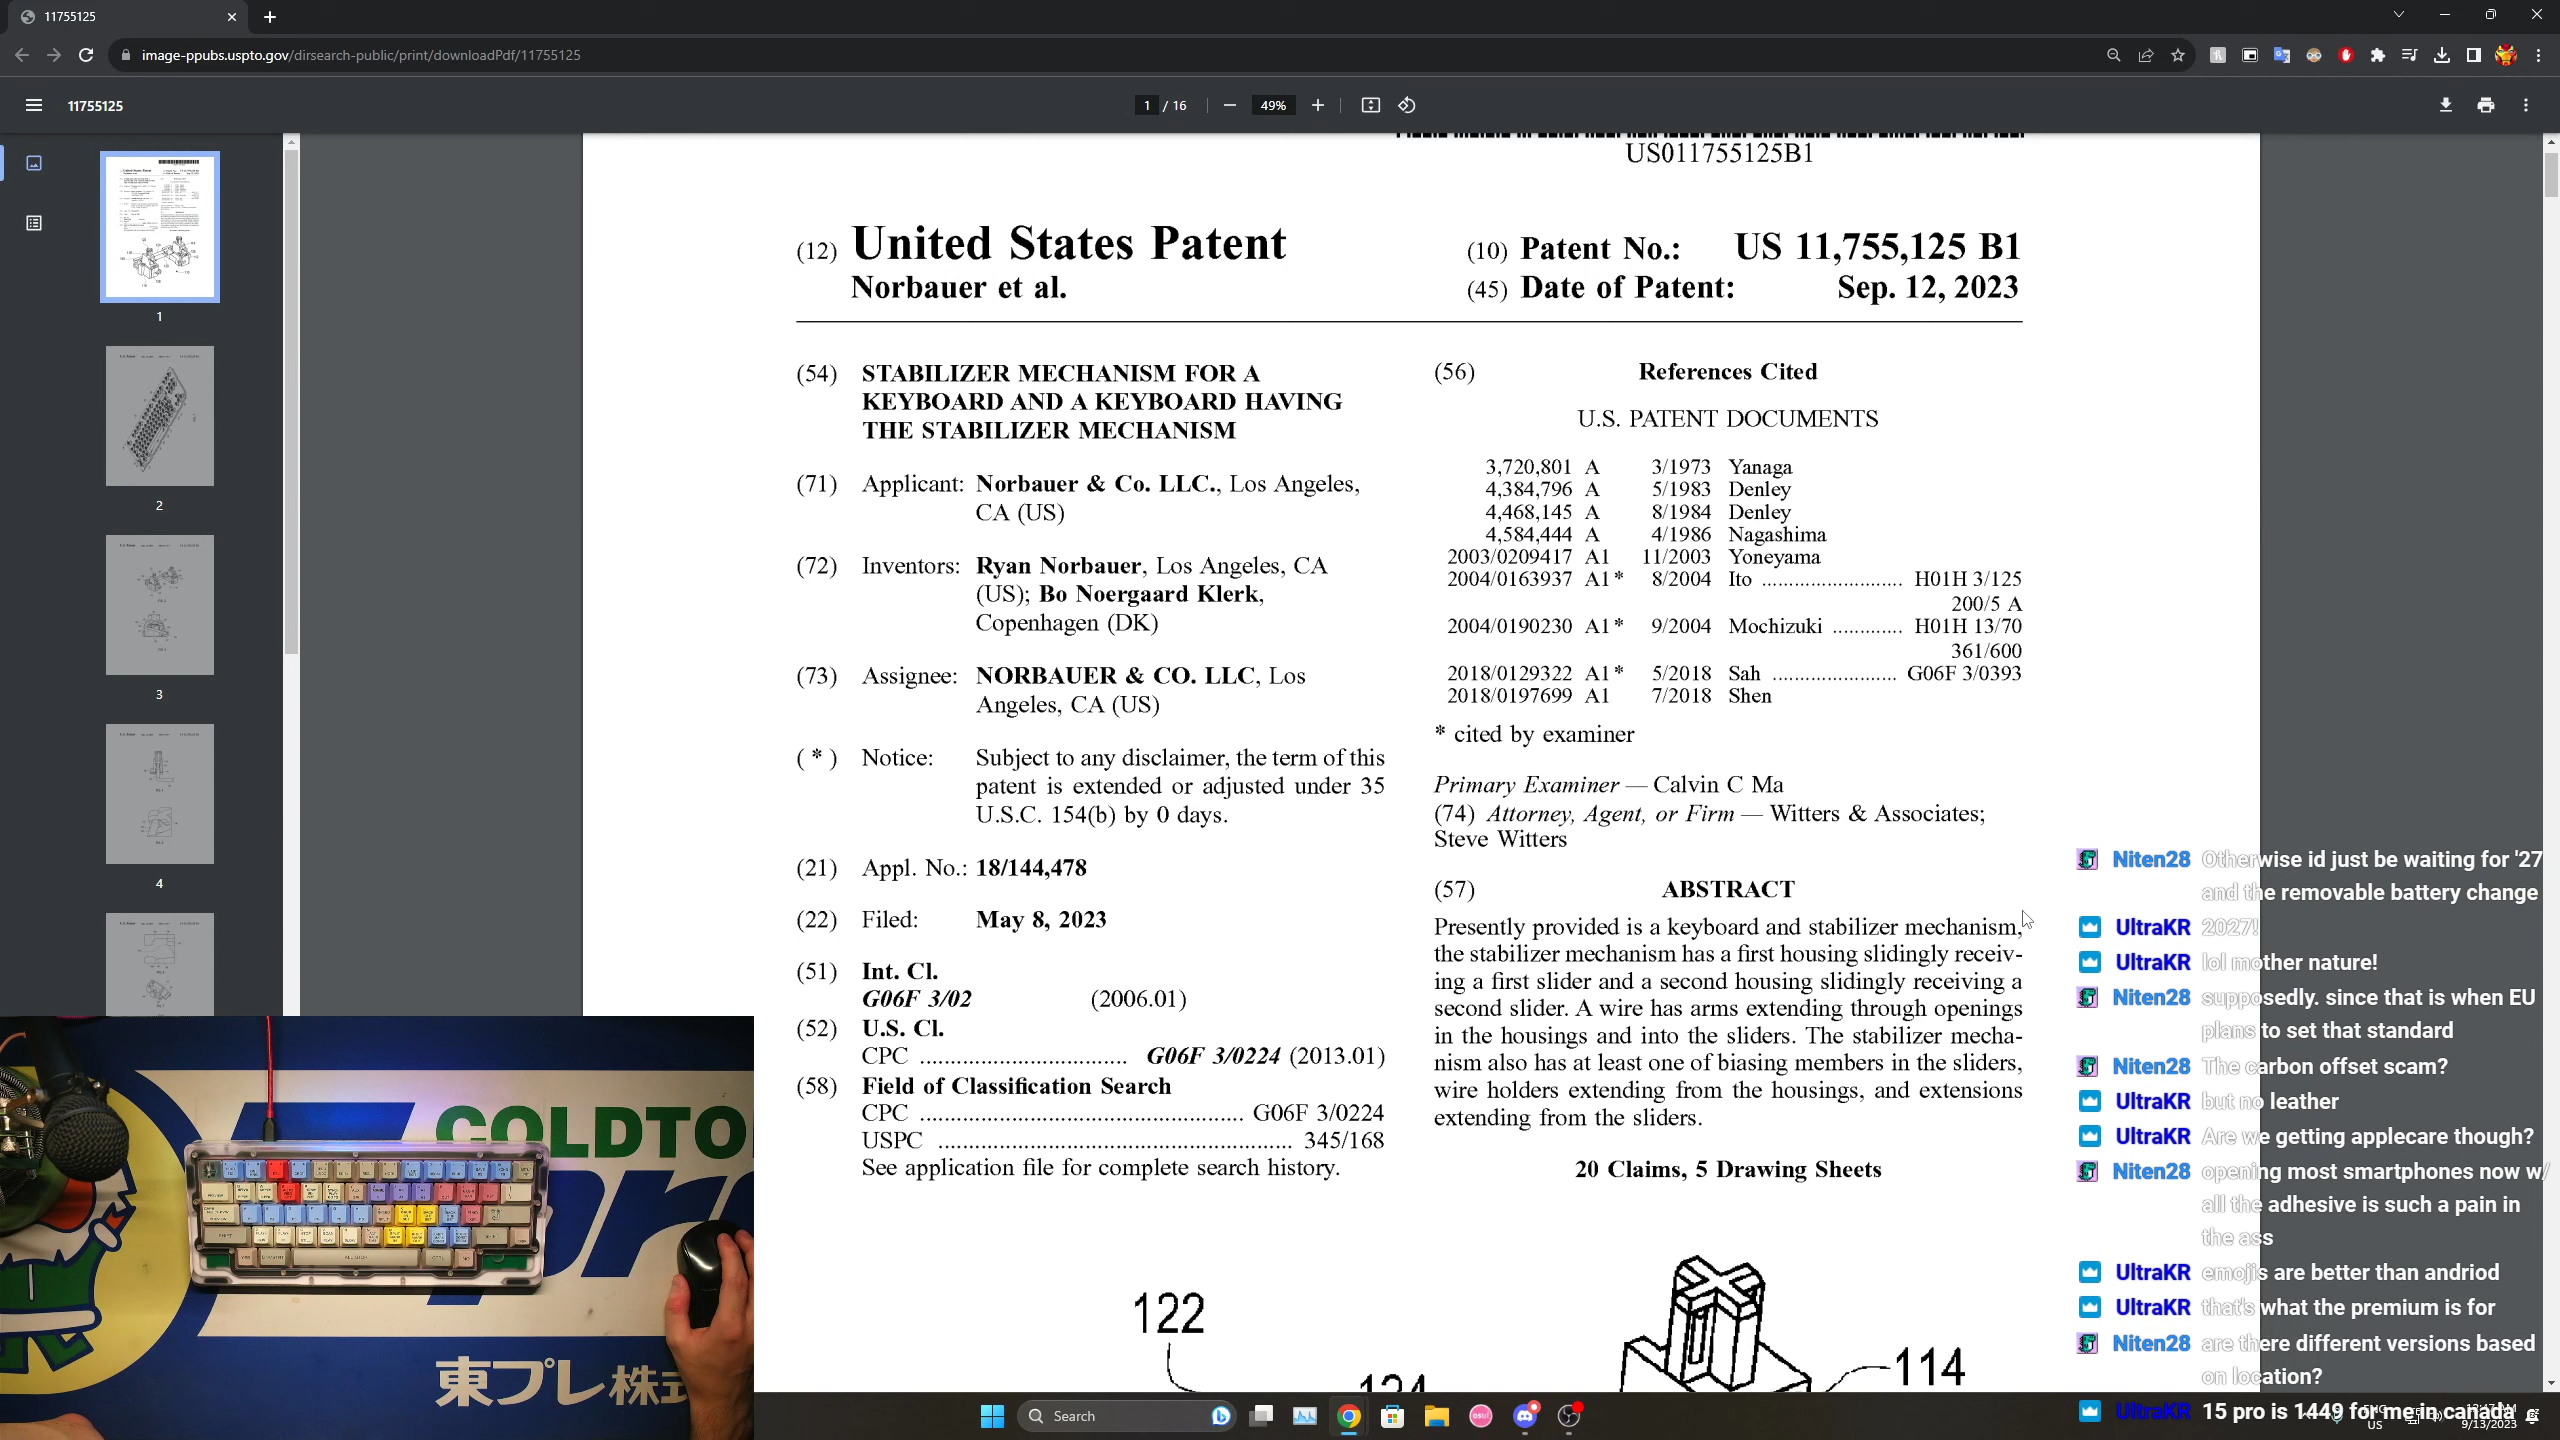 11755125
image-ppubs.uspto.gov/dirsearch-public/print/downloadPdf/11755125
11755125
1 / 16
49%
1
2
3
4
US011755125B1
(12) United States Patent
Norbauer et al.
(10) Patent No.: US 11,755,125 B1
(45) Date of Patent: Sep. 12, 2023
(54) STABILIZER MECHANISM FOR A
KEYBOARD AND A KEYBOARD HAVING
THE STABILIZER MECHANISM
(71) Applicant: Norbauer & Co. LLC., Los Angeles,
CA (US)
(72) Inventors: Ryan Norbauer, Los Angeles, CA
(US); Bo Noergaard Klerk,
Copenhagen (DK)
(73) Assignee: NORBAUER & CO. LLC, Los
Angeles, CA (US)
( * ) Notice: Subject to any disclaimer, the term of this
patent is extended or adjusted under 35
U.S.C. 154(b) by 0 days.
(21) Appl. No.: 18/144,478
(22) Filed: May 8, 2023
(51) Int. Cl.
G06F 3/02 (2006.01)
(52) U.S. Cl.
CPC ................................ G06F 3/0224 (2013.01)
(58) Field of Classification Search
CPC .................................................. G06F 3/0224
USPC ....................................................... 345/168
See application file for complete search history.
(56) References Cited
U.S. PATENT DOCUMENTS
3,720,801 A 3/1973 Yanaga
4,384,796 A 5/1983 Denley
4,468,145 A 8/1984 Denley
4,584,444 A 4/1986 Nagashima
2003/0209417 A1 11/2003 Yoneyama
2004/0163937 A1* 8/2004 Ito .......................... H01H 3/125
200/5 A
2004/0190230 A1* 9/2004 Mochizuki ............. H01H 13/70
361/600
2018/0129322 A1* 5/2018 Sah ....................... G06F 3/0393
2018/0197699 A1 7/2018 Shen
* cited by examiner
Primary Examiner — Calvin C Ma
(74) Attorney, Agent, or Firm — Witters & Associates;
Steve Witters
(57) ABSTRACT
Presently provided is a keyboard and stabilizer mechanism,
the stabilizer mechanism has a first housing slidingly receiv-
ing a first slider and a second housing slidingly receiving a
second slider. A wire has arms extending through openings
in the housings and into the sliders. The stabilizer mecha-
nism also has at least one of biasing members in the sliders,
wire holders extending from the housings, and extensions
extending from the sliders.
20 Claims, 5 Drawing Sheets
122
124
114
Niten28 Otherwise id just be waiting for '27
and the removable battery change
UltraKR 2027!
UltraKR lol mother nature!
Niten28 supposedly. since that is when EU
plans to set that standard
Niten28 The carbon offset scam?
UltraKR but no leather
UltraKR Are we getting applecare though?
Niten28 opening most smartphones now w/
all the adhesive is such a pain in
the ass
UltraKR emojis are better than andriod
UltraKR that's what the premium is for
Niten28 are there different versions based
on location?
UltraKR 15 pro is 1449 for me in canada
COLDTO
pro
東プレ株式
Search
osu!
ENG
US
9/13/2023